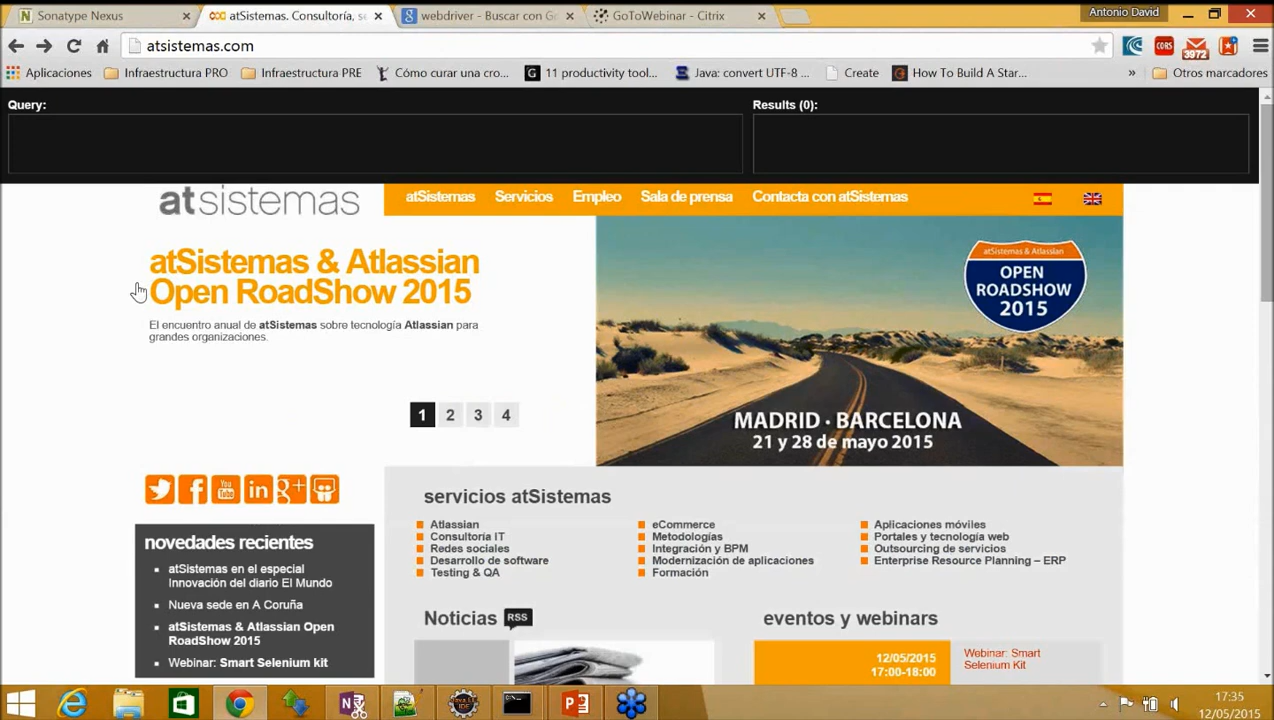 Sonatype Nexus
atSistemas. Consultoría, se
webdriver - Buscar con Go
GoToWebinar - Citrix
Antonio David
atsistemas.com
CORS
3972
Aplicaciones
Infraestructura PRO
Infraestructura PRE
Cómo curar una cro...
11 productivity tool...
Java: convert UTF-8 ...
Create
How To Build A Star...
»
Otros marcadores
Query:
Results (0):
atsistemas
atSistemas
Servicios
Empleo
Sala de prensa
Contacta con atSistemas
atSistemas & Atlassian
Open RoadShow 2015
El encuentro anual de atSistemas sobre tecnología Atlassian para
grandes organizaciones.
1 2 3 4
atSistemas & Atlassian
OPEN
ROADSHOW
2015
MADRID · BARCELONA
21 y 28 de mayo 2015
You
Tube
in
g+
novedades recientes
atSistemas en el especial
Innovación del diario El Mundo
Nueva sede en A Coruña
atSistemas & Atlassian Open
RoadShow 2015
Webinar: Smart Selenium kit
servicios atSistemas
Atlassian
Consultoría IT
Redes sociales
Desarrollo de software
Testing & QA
eCommerce
Metodologías
Integración y BPM
Modernización de aplicaciones
Formación
Aplicaciones móviles
Portales y tecnología web
Outsourcing de servicios
Enterprise Resource Planning – ERP
Noticias RSS
eventos y webinars
12/05/2015
17:00-18:00
Webinar: Smart
Selenium Kit
17:35
12/05/2015